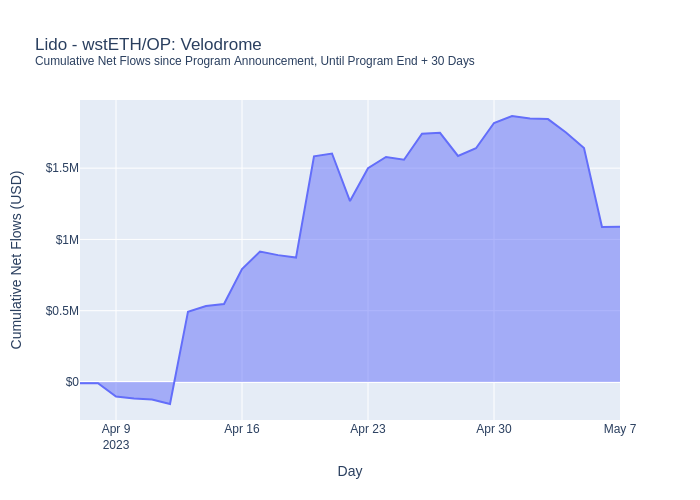 Lido - wstETH/OP: Velodrome
Cumulative Net Flows since Program Announcement, Until Program End + 30 Days
Cumulative Net Flows (USD)
$1.5M
$1M
$0.5M
$0
Apr 9
2023
Apr 16
Apr 23
Apr 30
May 7
Day